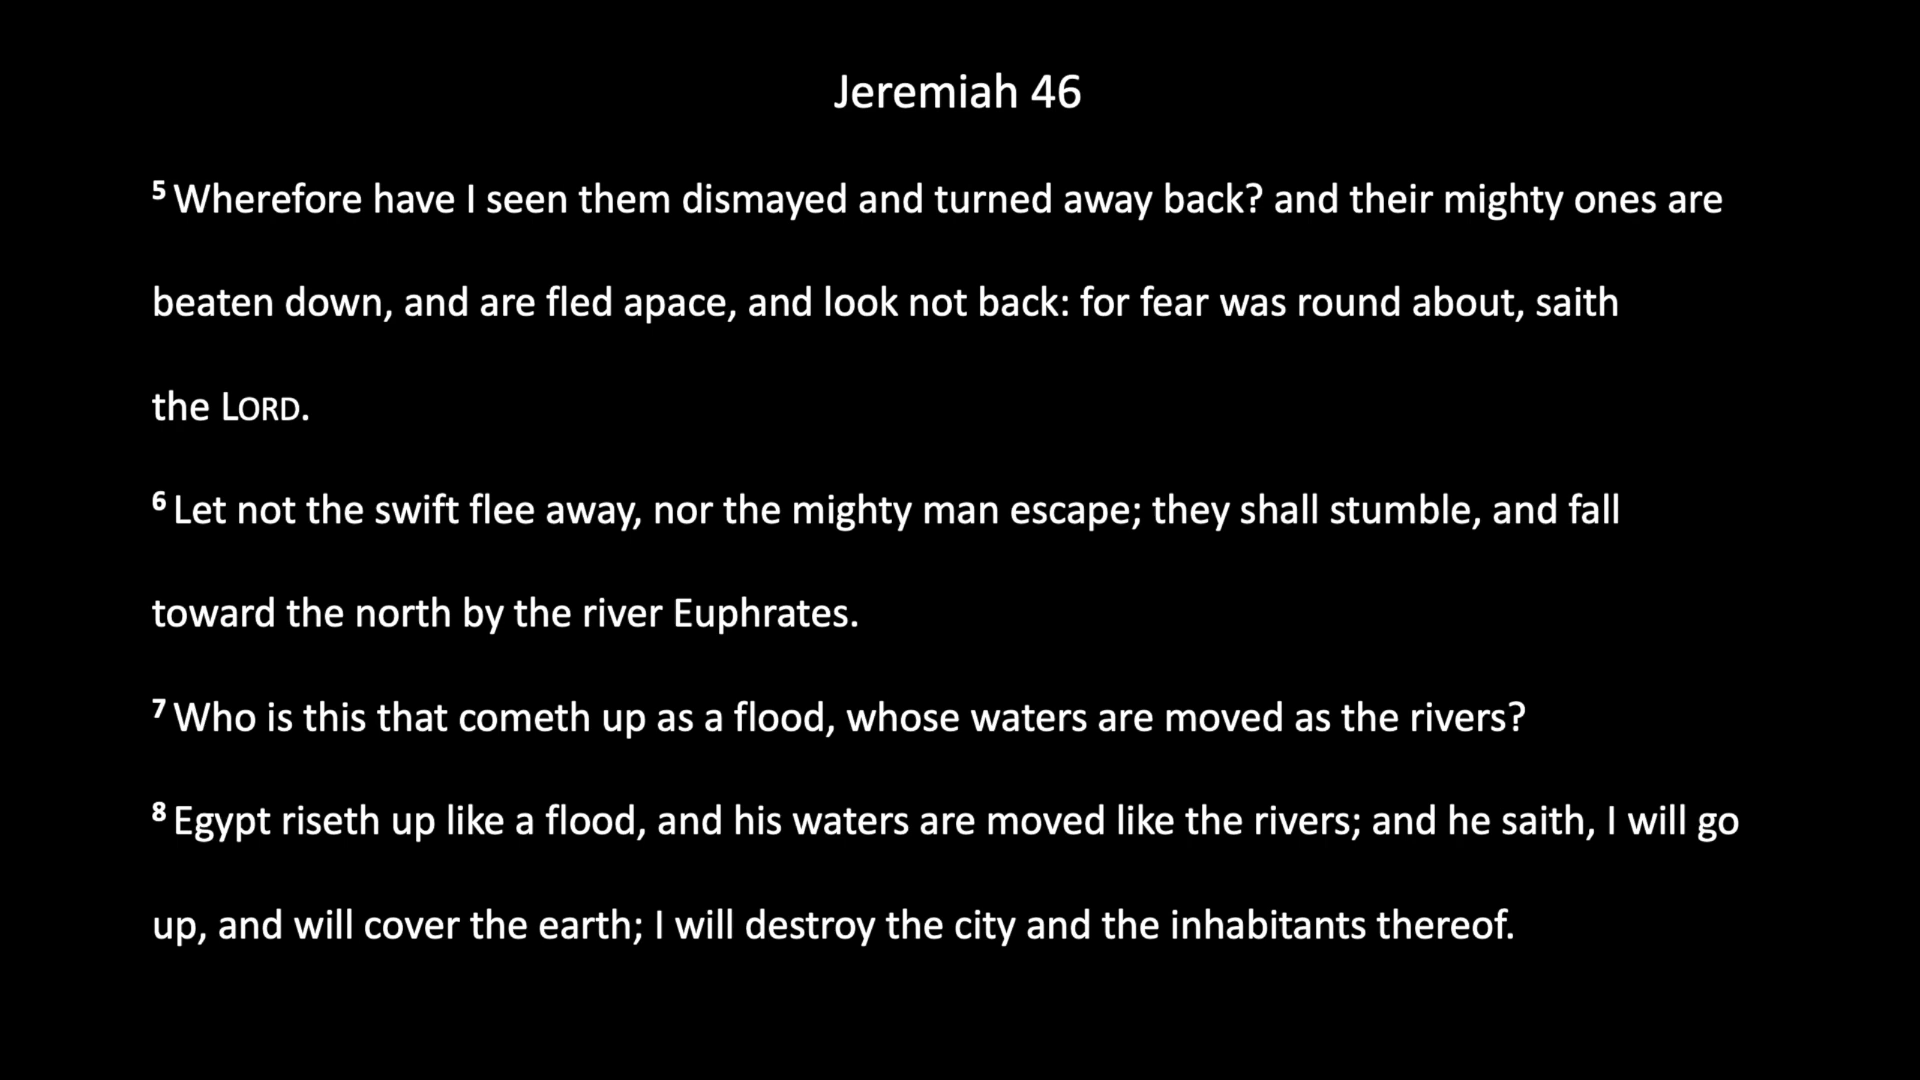 Jeremiah 46
5 Wherefore have I seen them dismayed and turned away back? and their mighty ones are
beaten down, and are fled apace, and look not back: for fear was round about, saith
the LORD.
6 Let not the swift flee away, nor the mighty man escape; they shall stumble, and fall
toward the north by the river Euphrates.
7 Who is this that cometh up as a flood, whose waters are moved as the rivers?
8 Egypt riseth up like a flood, and his waters are moved like the rivers; and he saith, I will go
up, and will cover the earth; I will destroy the city and the inhabitants thereof.